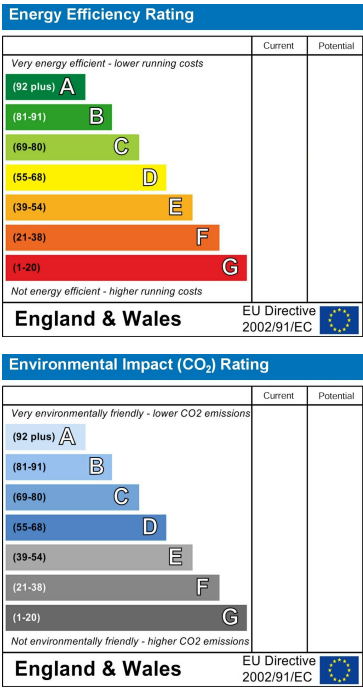 Energy Efficiency Rating
Current Potential
Very energy efficient - lower running costs
(92 plus) A
(81-91) B
(69-80) C
(55-68) D
(39-54) E
(21-38) F
(1-20) G
Not energy efficient - higher running costs
England & Wales
EU Directive
2002/91/EC
Environmental Impact (CO₂) Rating
Current Potential
Very environmentally friendly - lower CO2 emissions
(92 plus) A
(81-91) B
(69-80) C
(55-68) D
(39-54) E
(21-38) F
(1-20) G
Not environmentally friendly - higher CO2 emissions
England & Wales
EU Directive
2002/91/EC